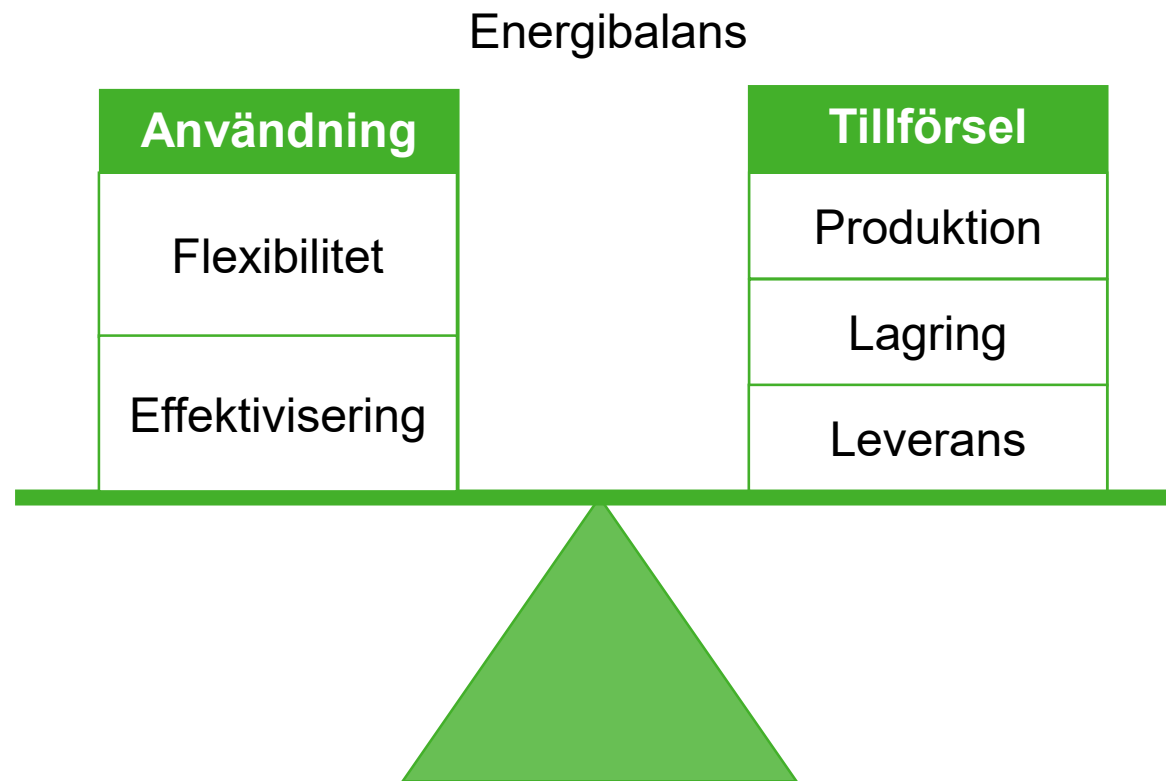 Energibalans
Användning
Flexibilitet
Effektivisering
Tillförsel
Produktion
Lagring
Leverans